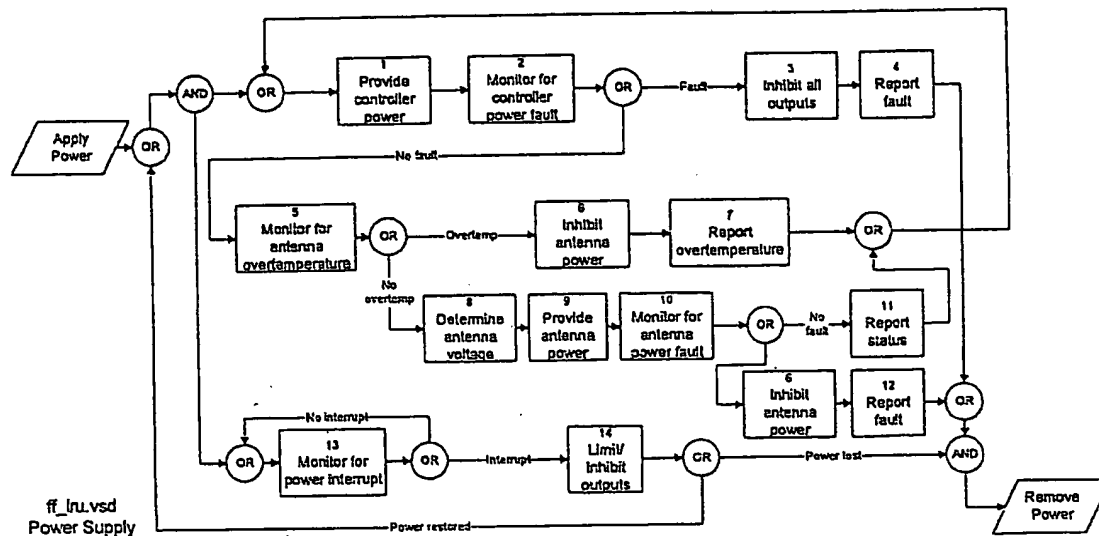 1
Provide
controller
power
2
Monitor for
controller
power fault
3
Inhibit all
outputs
4
Report
fault
AND
OR
OR
Fault
Apply
Power
OR
No fault
5
Monitor for
antenna
overtemperature
OR
Overtemp
6
Inhibit
antenna
power
7
Report
overtemperature
OR
No
overtemp
8
Determine
antenna
voltage
9
Provide
antenna
power
10
Monitor for
antenna
power fault
OR
No
fault
11
Report
status
6
Inhibit
antenna
power
12
Report
fault
OR
No interrupt
OR
13
Monitor for
power interrupt
OR
Interrupt
14
Limit/
Inhibit
outputs
OR
Power lost
AND
Remove
Power
Power restored
ff_lru.vsd
Power Supply